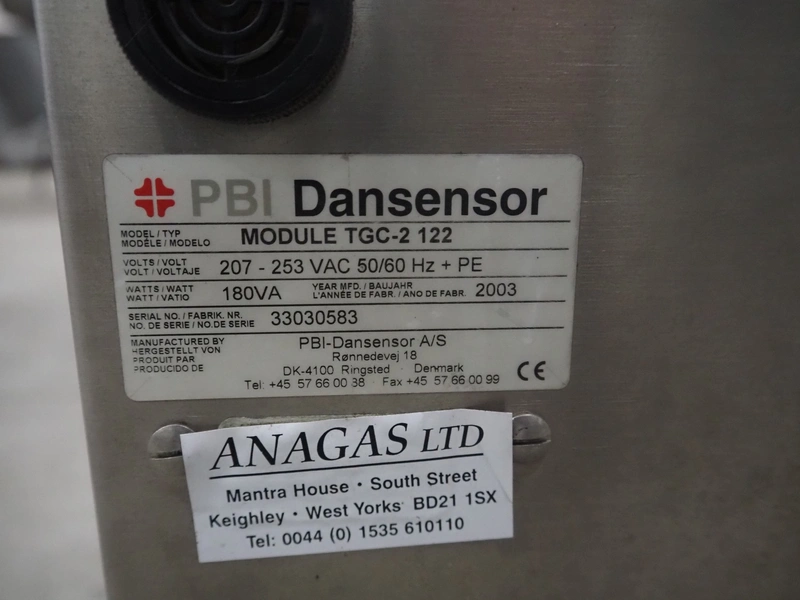 PBI Dansensor
MODEL / TYP
MODÈLE / MODELO
MODULE TGC-2 122
VOLTS / VOLT
VOLT / VOLTAJE
207 - 253 VAC 50/60 Hz + PE
WATTS / WATT
WATT / VATIO
180VA
YEAR MFD. / BAUJAHR
L'ANNÉE DE FABR. / ANO DE FABR.
2003
SERIAL NO. / FABRIK. NR.
NO. DE SERIE / NO.DE SERIE
33030583
MANUFACTURED BY
HERGESTELLT VON
PRODUIT PAR
PRODUCIDO DE
PBI-Dansensor A/S
Rønnedevej 18
DK-4100 Ringsted · Denmark
Tel: +45 57 66 00 88 · Fax +45 57 66 00 99
CE
ANAGAS LTD
Mantra House · South Street
Keighley · West Yorks BD21 1SX
Tel: 0044 (0) 1535 610110